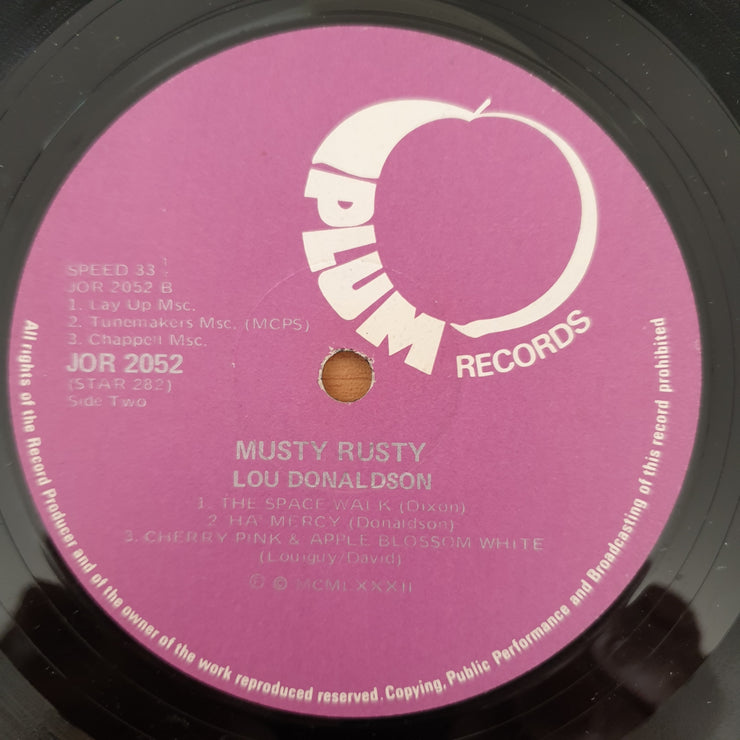 PLUM
RECORDS
SPEED 33 1/3
JOR 2052 B
1. Lay Up Msc.
2. Tunemakers Msc. (MCPS)
3. Chappell Msc.
JOR 2052
(STAR 282)
Side Two
MUSTY RUSTY
LOU DONALDSON
1. THE SPACE WALK (Dixon)
2 HA' MERCY (Donaldson)
3. CHERRY PINK & APPLE BLOSSOM WHITE
(Louiguy/David)
Ⓟ © MCMLXXXII
All rights of the Record Producer and of the owner of the work reproduced reserved. Copying, Public Performance and Broadcasting of this record prohibited